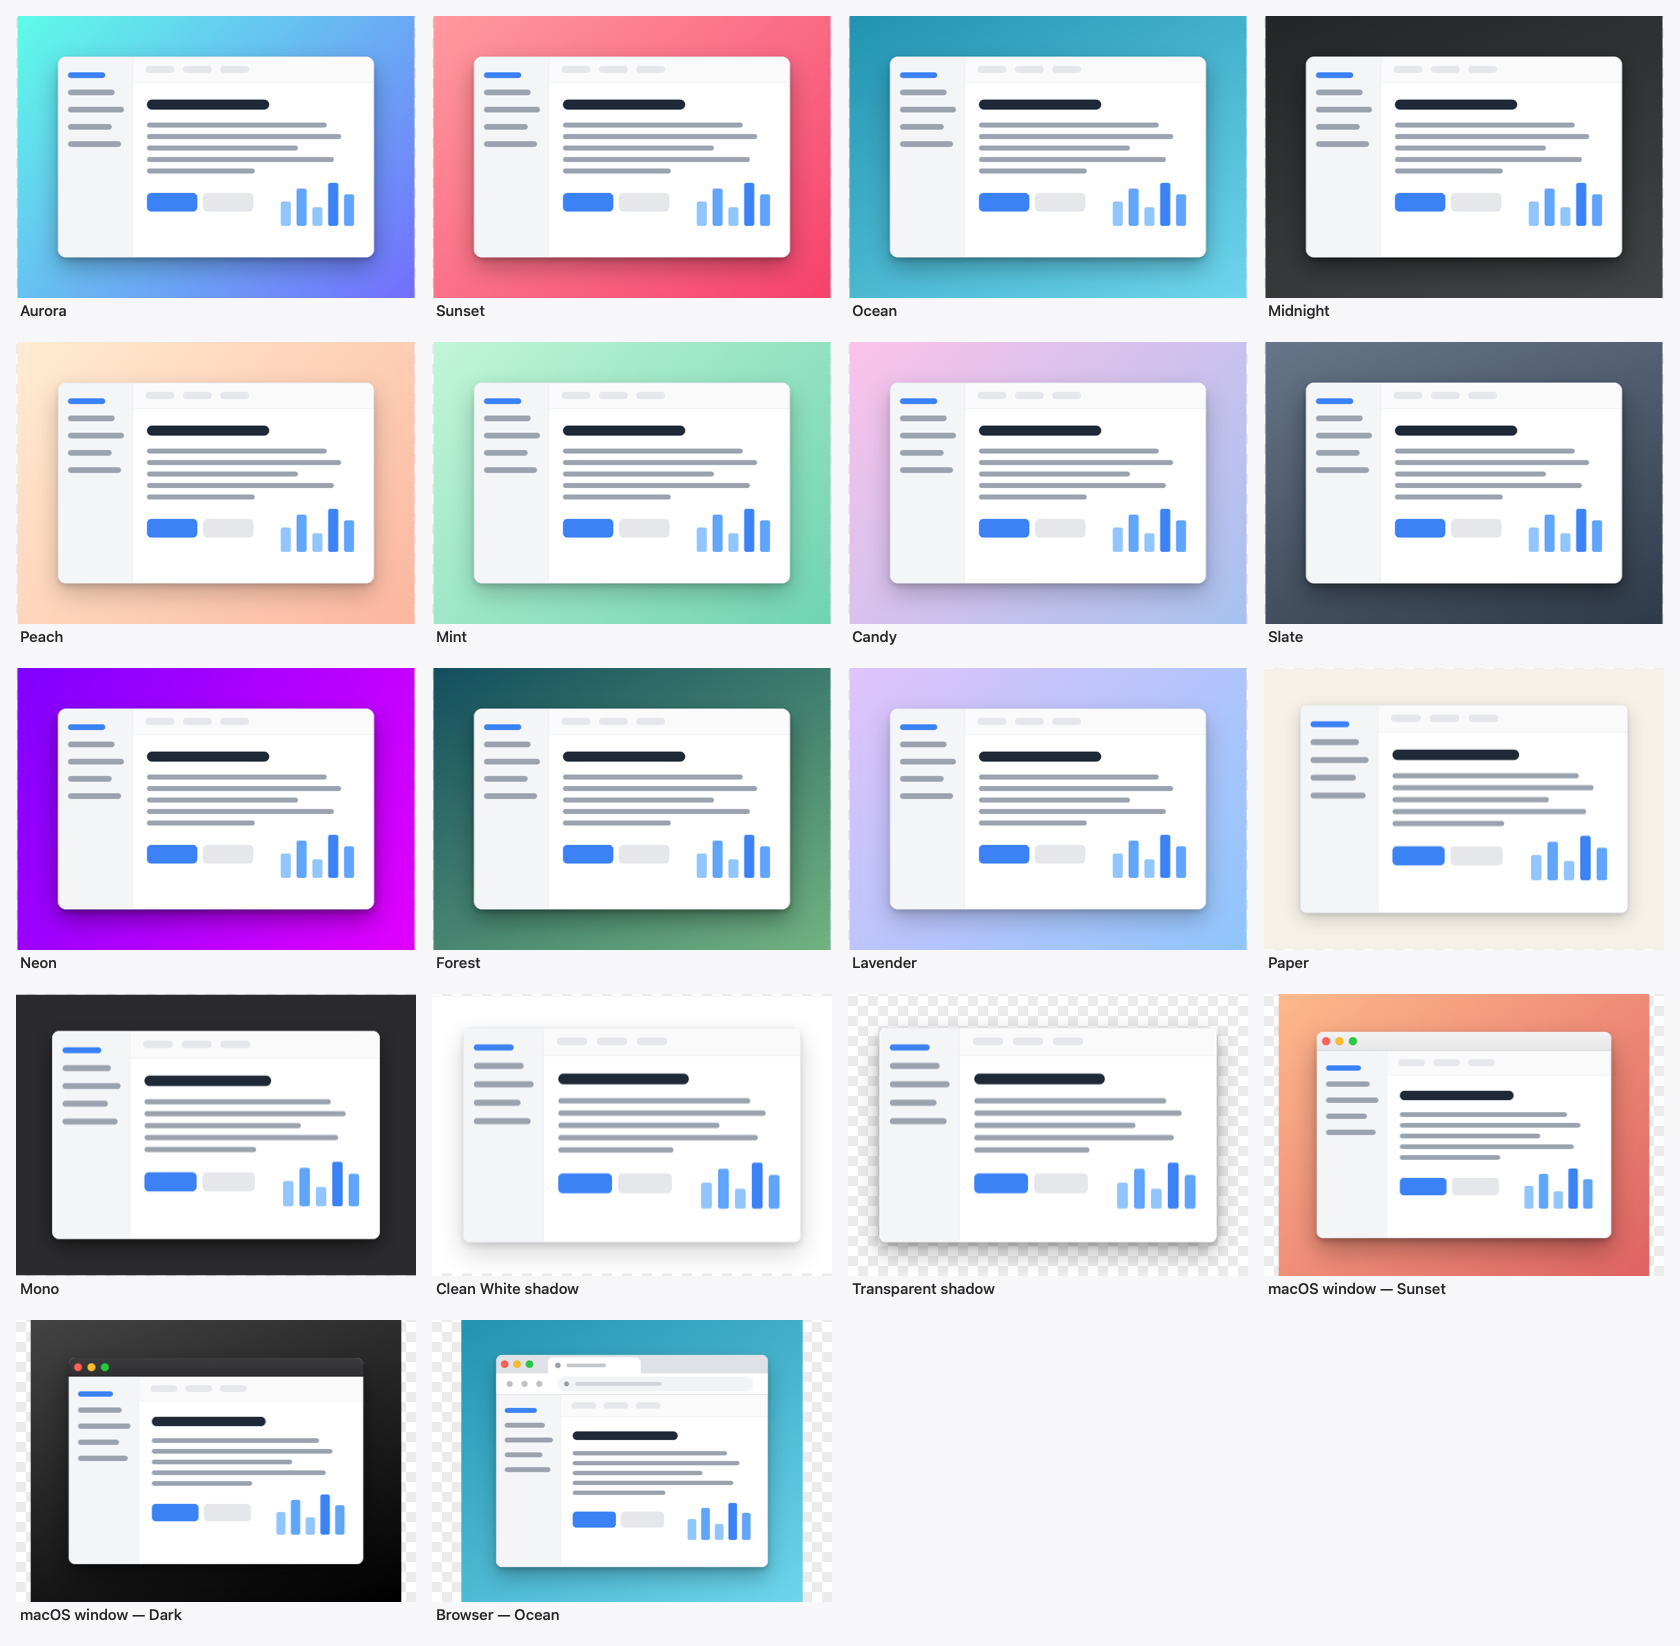 Aurora
Sunset
Ocean
Midnight
Peach
Mint
Candy
Slate
Neon
Forest
Lavender
Paper
Mono
Clean White shadow
Transparent shadow
macOS window — Sunset
macOS window — Dark
Browser — Ocean